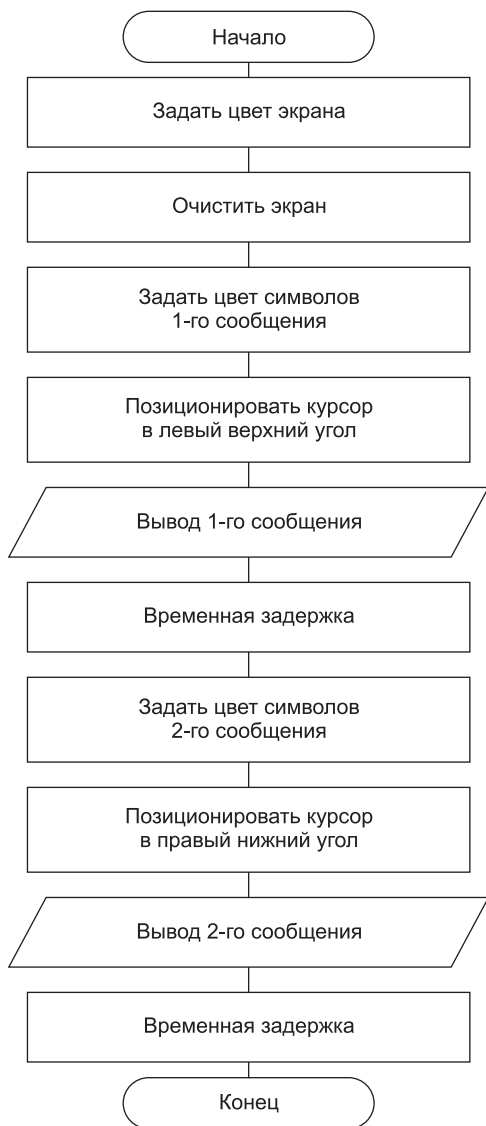 Начало
Задать цвет экрана
Очистить экран
Задать цвет символов
1-го сообщения
Позиционировать курсор
в левый верхний угол
Вывод 1-го сообщения
Временная задержка
Задать цвет символов
2-го сообщения
Позиционировать курсор
в правый нижний угол
Вывод 2-го сообщения
Временная задержка
Конец